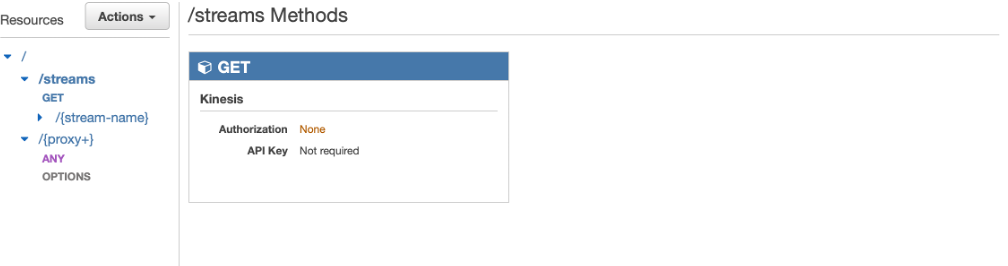 Resources
Actions
/
/streams
GET
/{stream-name}
/{proxy+}
ANY
OPTIONS
/streams Methods
GET
Kinesis
Authorization None
API Key Not required